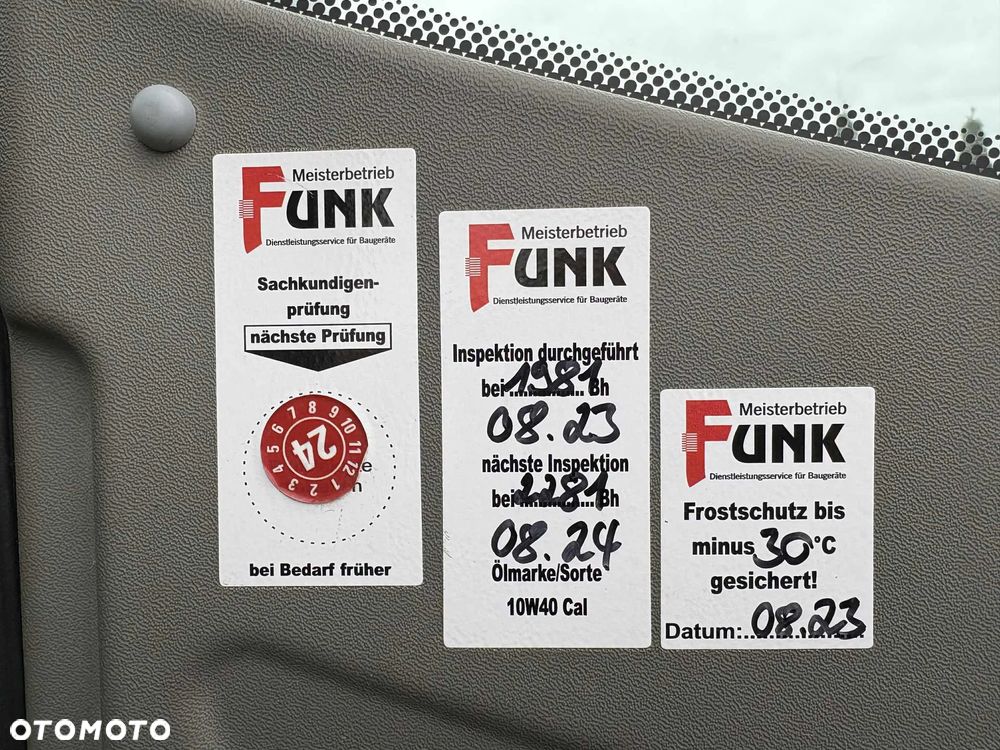 Meisterbetrieb
FUNK
Dienstleistungsservice für Baugeräte
Sachkundigen-
prüfung
nächste Prüfung
1 2 3 4 5 6 7 8 9 10 11 12
24
bei Bedarf früher
Meisterbetrieb
FUNK
Dienstleistungsservice für Baugeräte
Inspektion durchgeführt
bei 1981 Bh
08.23
nächste Inspektion
bei 2281 Bh
08.24
Ölmarke/Sorte
10W40 Cal
Meisterbetrieb
FUNK
Dienstleistungsservice für Baugeräte
Frostschutz bis
minus 30 °C
gesichert!
Datum: 08.23
OTOMOTO